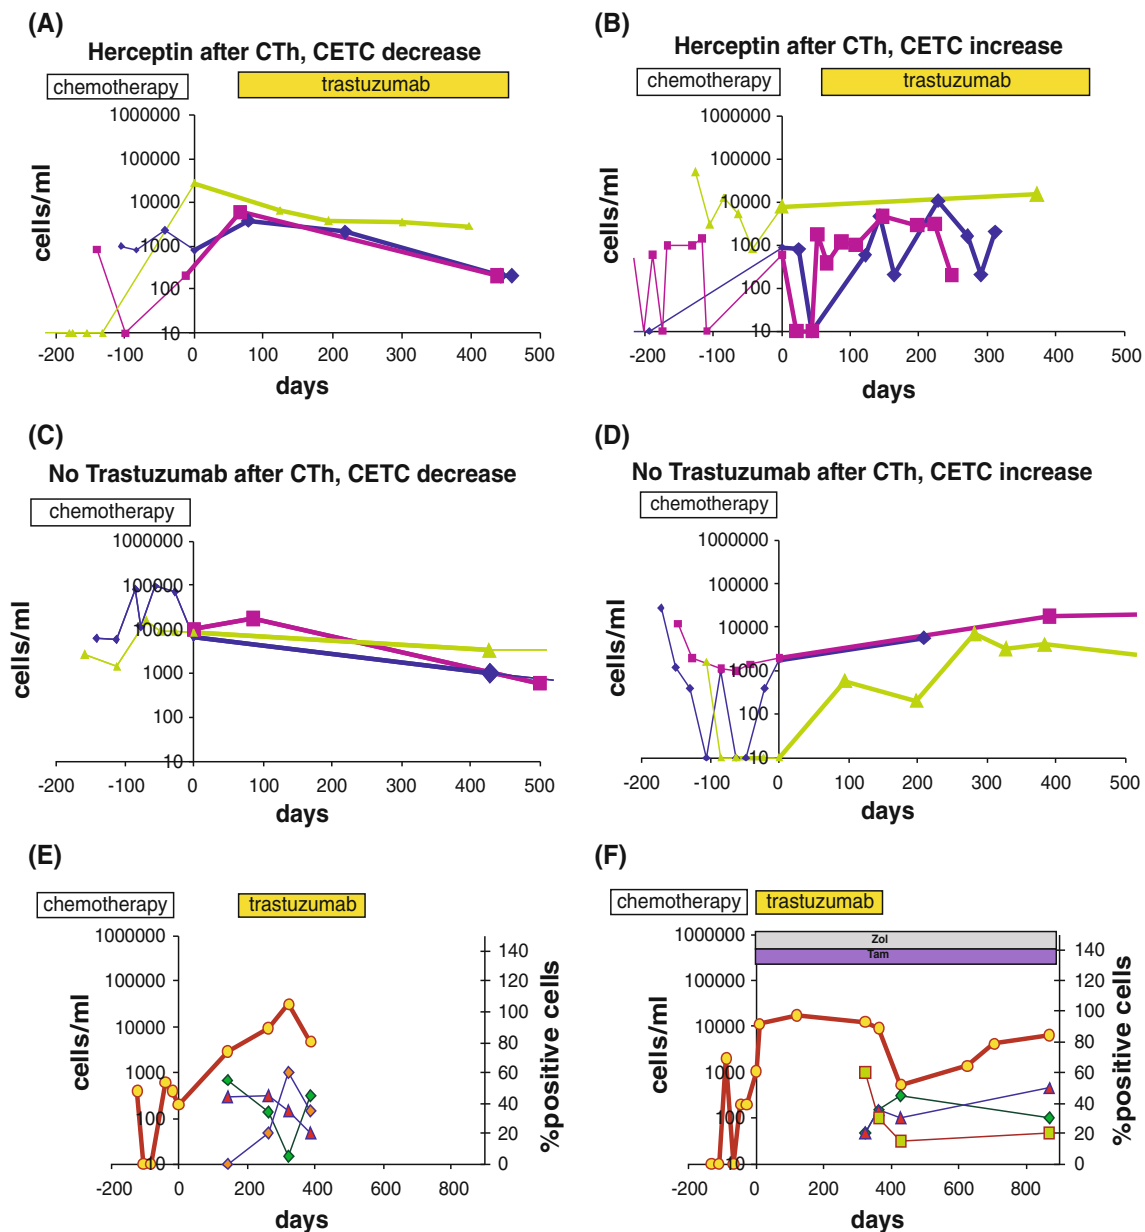 (A)
Herceptin after CTh, CETC decrease
chemotherapy
trastuzumab
1000000
100000
10000
1000
100
10
cells/ml
-200 -100 0 100 200 300 400 500
days
(B)
Herceptin after CTh, CETC increase
chemotherapy
trastuzumab
1000000
100000
10000
1000
100
10
cells/ml
-200 -100 0 100 200 300 400 500
days
(C)
No Trastuzumab after CTh, CETC decrease
chemotherapy
1000000
100000
10000
1000
100
10
cells/ml
-200 -100 0 100 200 300 400 500
days
(D)
No Trastuzumab after CTh, CETC increase
chemotherapy
1000000
100000
10000
1000
100
10
cells/ml
-200 -100 0 100 200 300 400 500
days
(E)
chemotherapy
trastuzumab
1000000
100000
10000
1000
100
10
cells/ml
140
120
100
80
60
40
20
0
%positive cells
-200 0 200 400 600 800
days
(F)
chemotherapy
trastuzumab
Zol
Tam
1000000
100000
10000
1000
100
10
cells/ml
140
120
100
80
60
40
20
0
%positive cells
-200 0 200 400 600 800
days